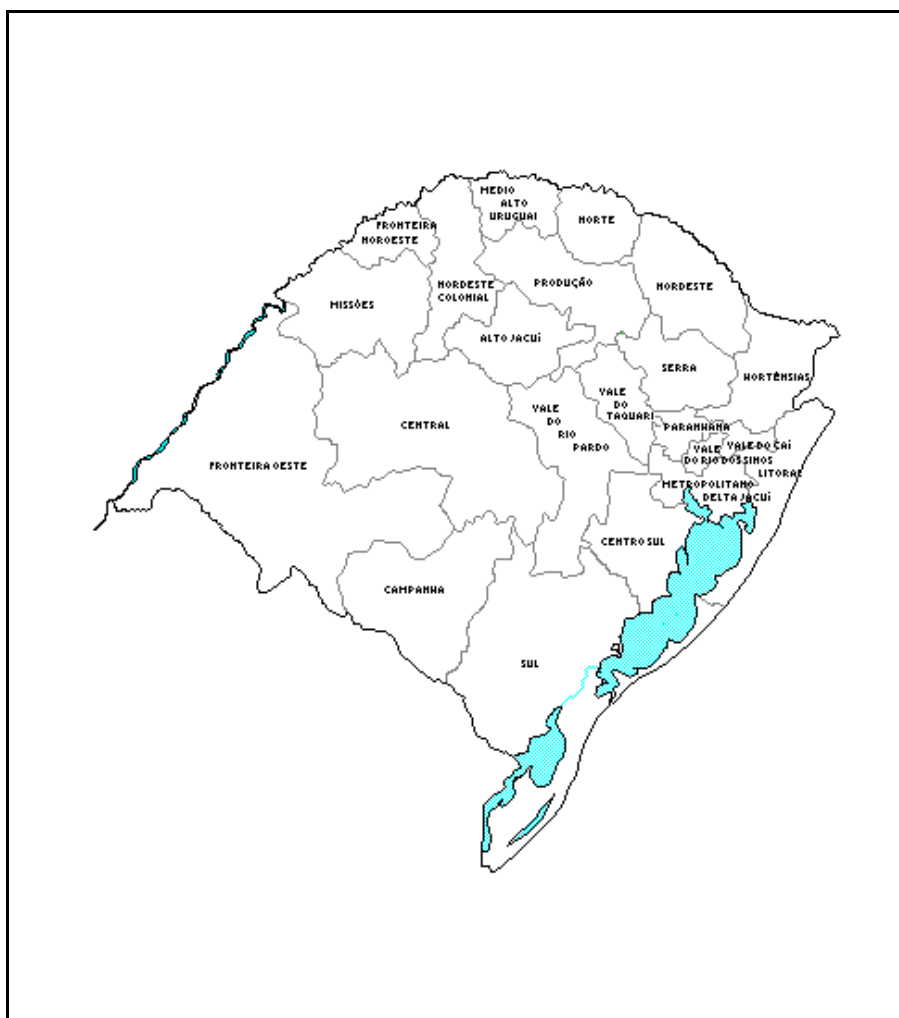 MEDIO
ALTO
URUGUAI
NORTE
FRONTEIRA
NOROESTE
NORDESTE
COLONIAL
PRODUÇÃO
NORDESTE
MISSÕES
ALTO JACUÍ
SERRA
HORTÊNSIAS
VALE
DO
TAQUARI
VALE
DO
RIO
PARDO
CENTRAL
PARANHANA
VALE DO CAÍ
VALE
DO RIO DOS SINOS
LITORAL
FRONTEIRA OESTE
METROPOLITANO
DELTA JACUÍ
CENTRO SUL
CAMPANHA
SUL